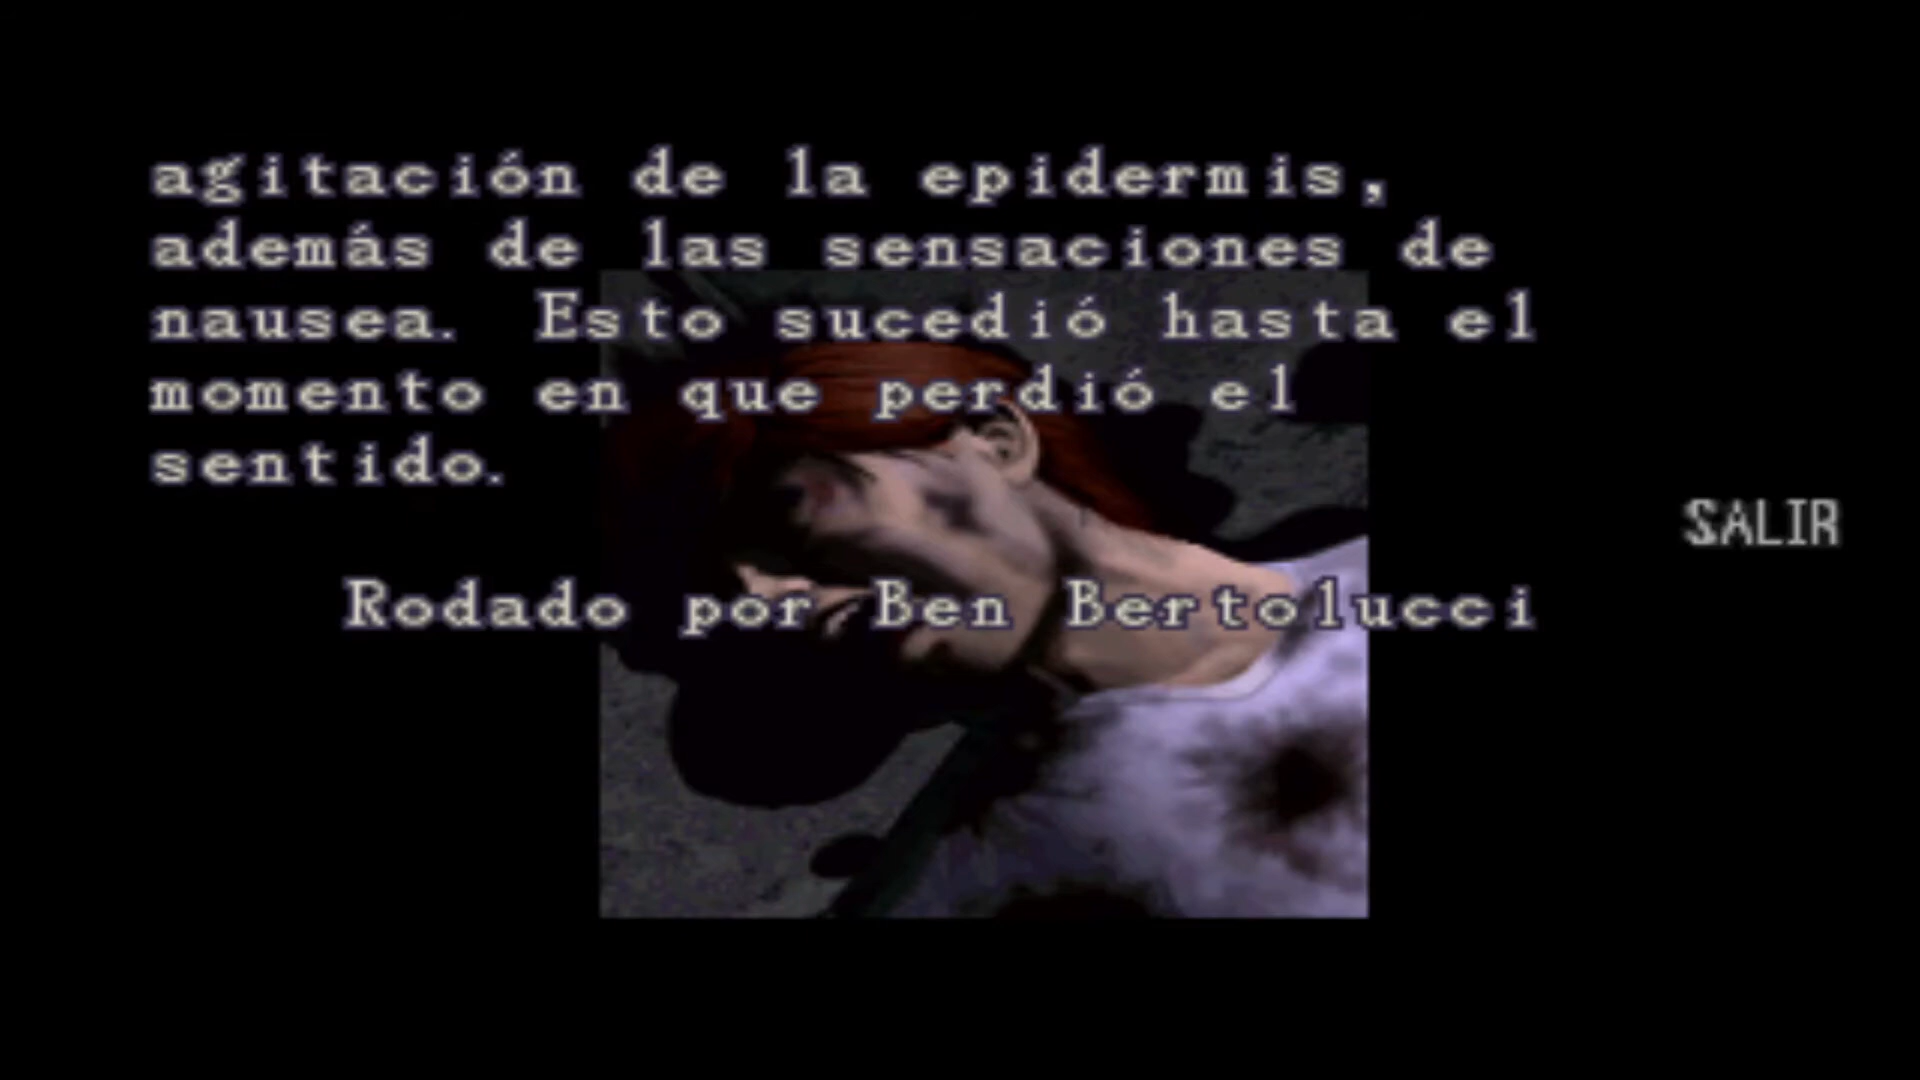 agitación de la epidermis,
además de las sensaciones de
nausea. Esto sucedió hasta el
momento en que perdió el
sentido.
SALIR
Rodado por Ben Bertolucci